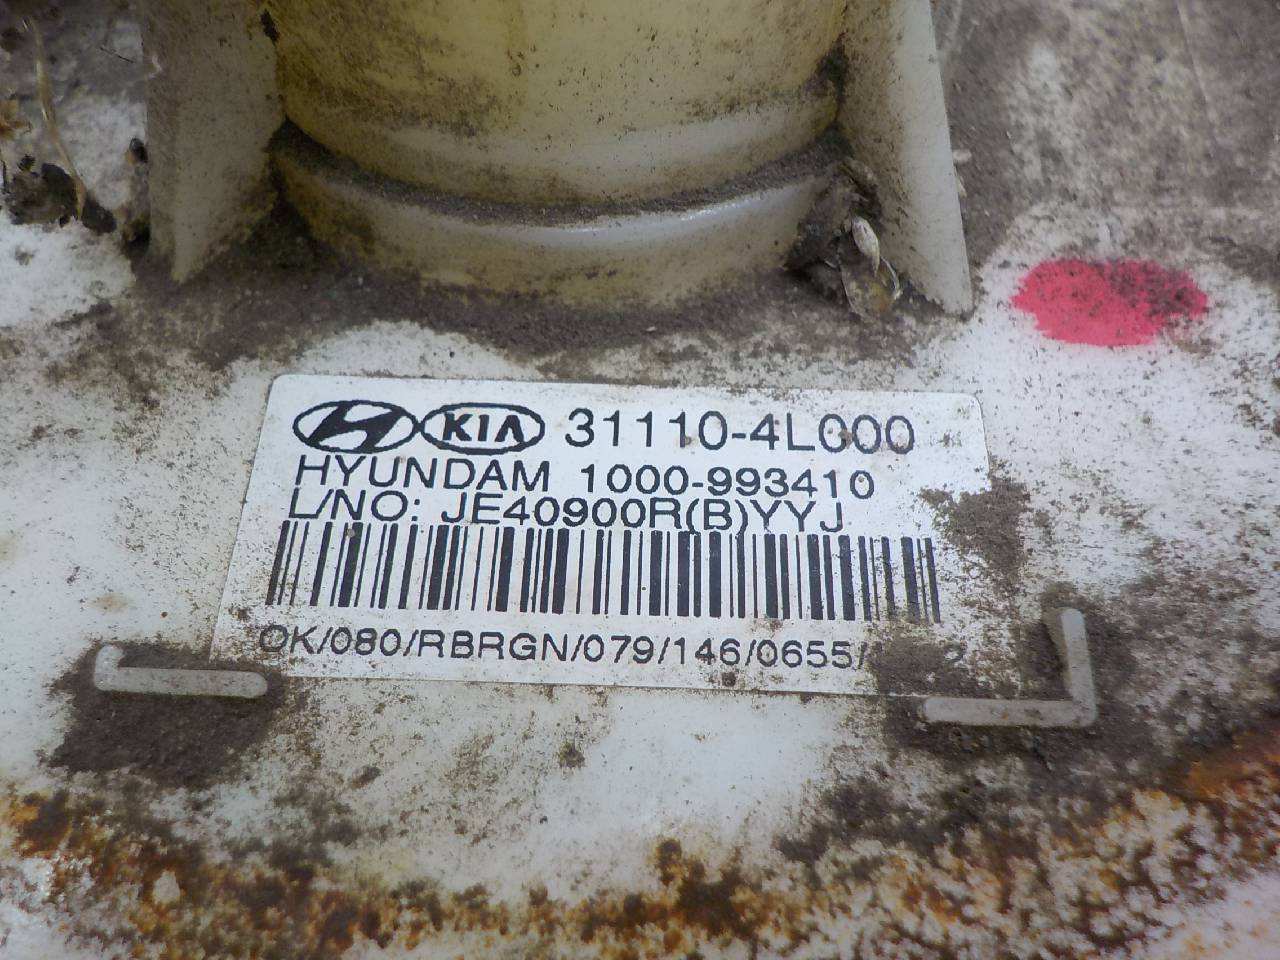 KIA 31110-4L000
HYUNDAM 1000-993410
L/NO: JE40900R(B)YYJ
OK/080/RBRGN/079/146/0655/